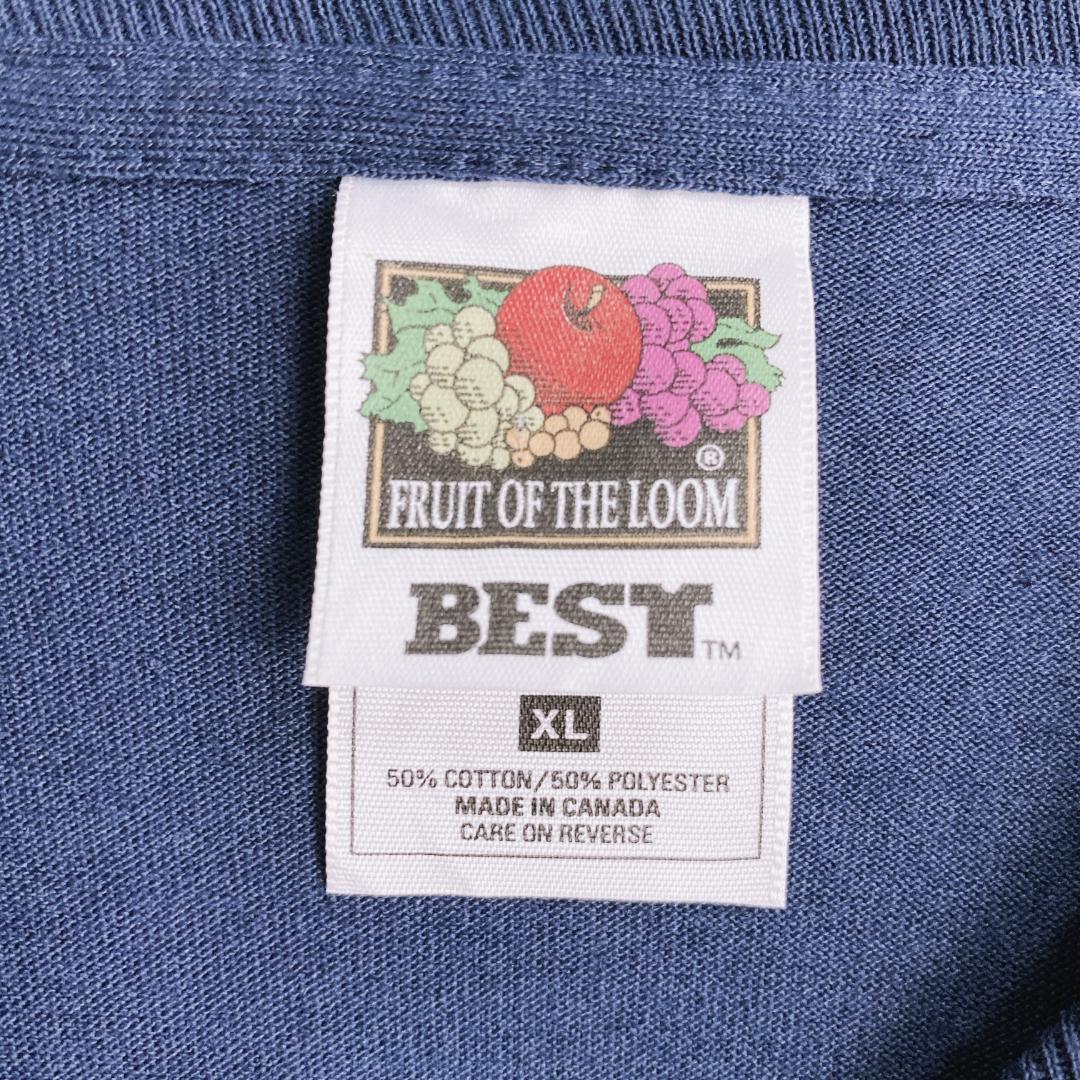 ®
FRUIT OF THE LOOM
BEST™
XL
50% COTTON/50% POLYESTER
MADE IN CANADA
CARE ON REVERSE